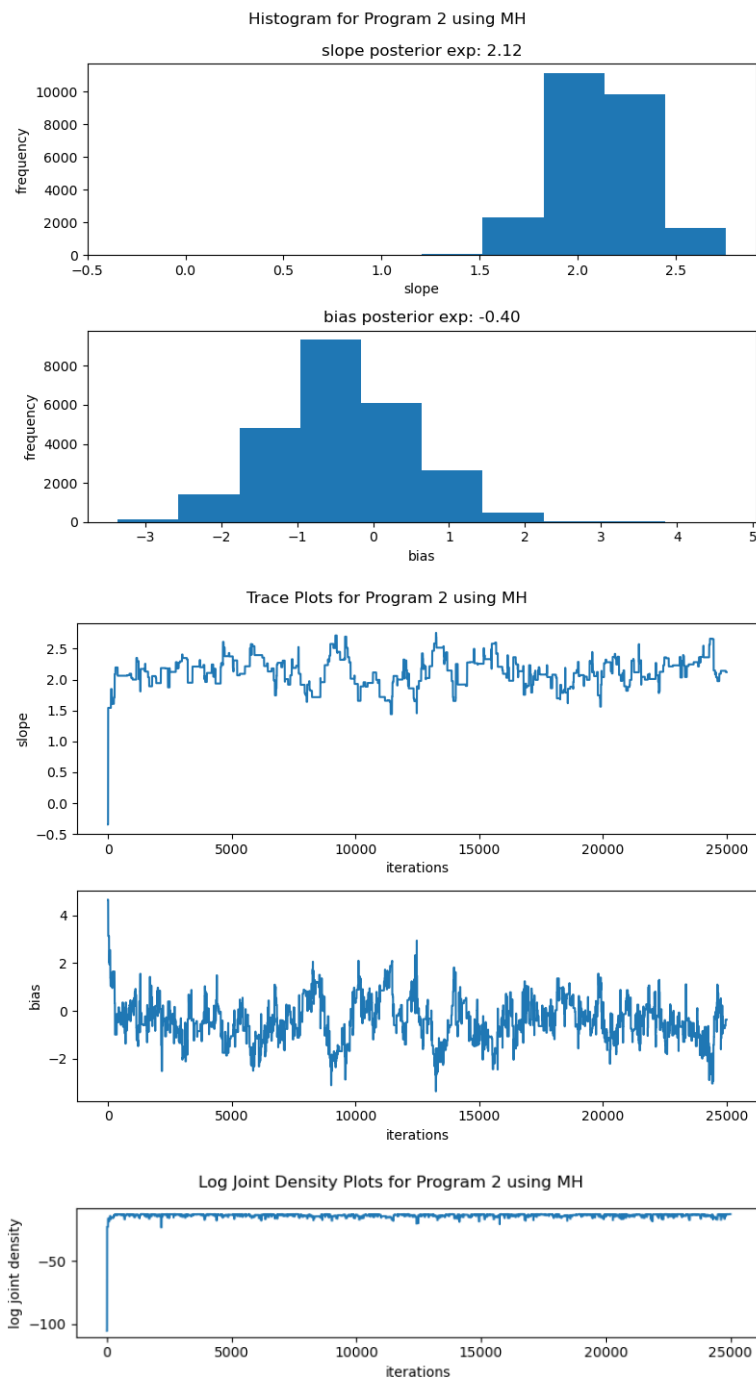 Histogram for Program 2 using MH
slope posterior exp: 2.12
10000
8000
6000
4000
2000
0
frequency
−0.5 0.0 0.5 1.0 1.5 2.0 2.5
slope
bias posterior exp: -0.40
8000
6000
4000
2000
0
frequency
−3 −2 −1 0 1 2 3 4 5
bias
Trace Plots for Program 2 using MH
2.5
2.0
1.5
1.0
0.5
0.0
−0.5
slope
0 5000 10000 15000 20000 25000
iterations
4
2
0
−2
bias
0 5000 10000 15000 20000 25000
iterations
Log Joint Density Plots for Program 2 using MH
−50
−100
log joint density
0 5000 10000 15000 20000 25000
iterations